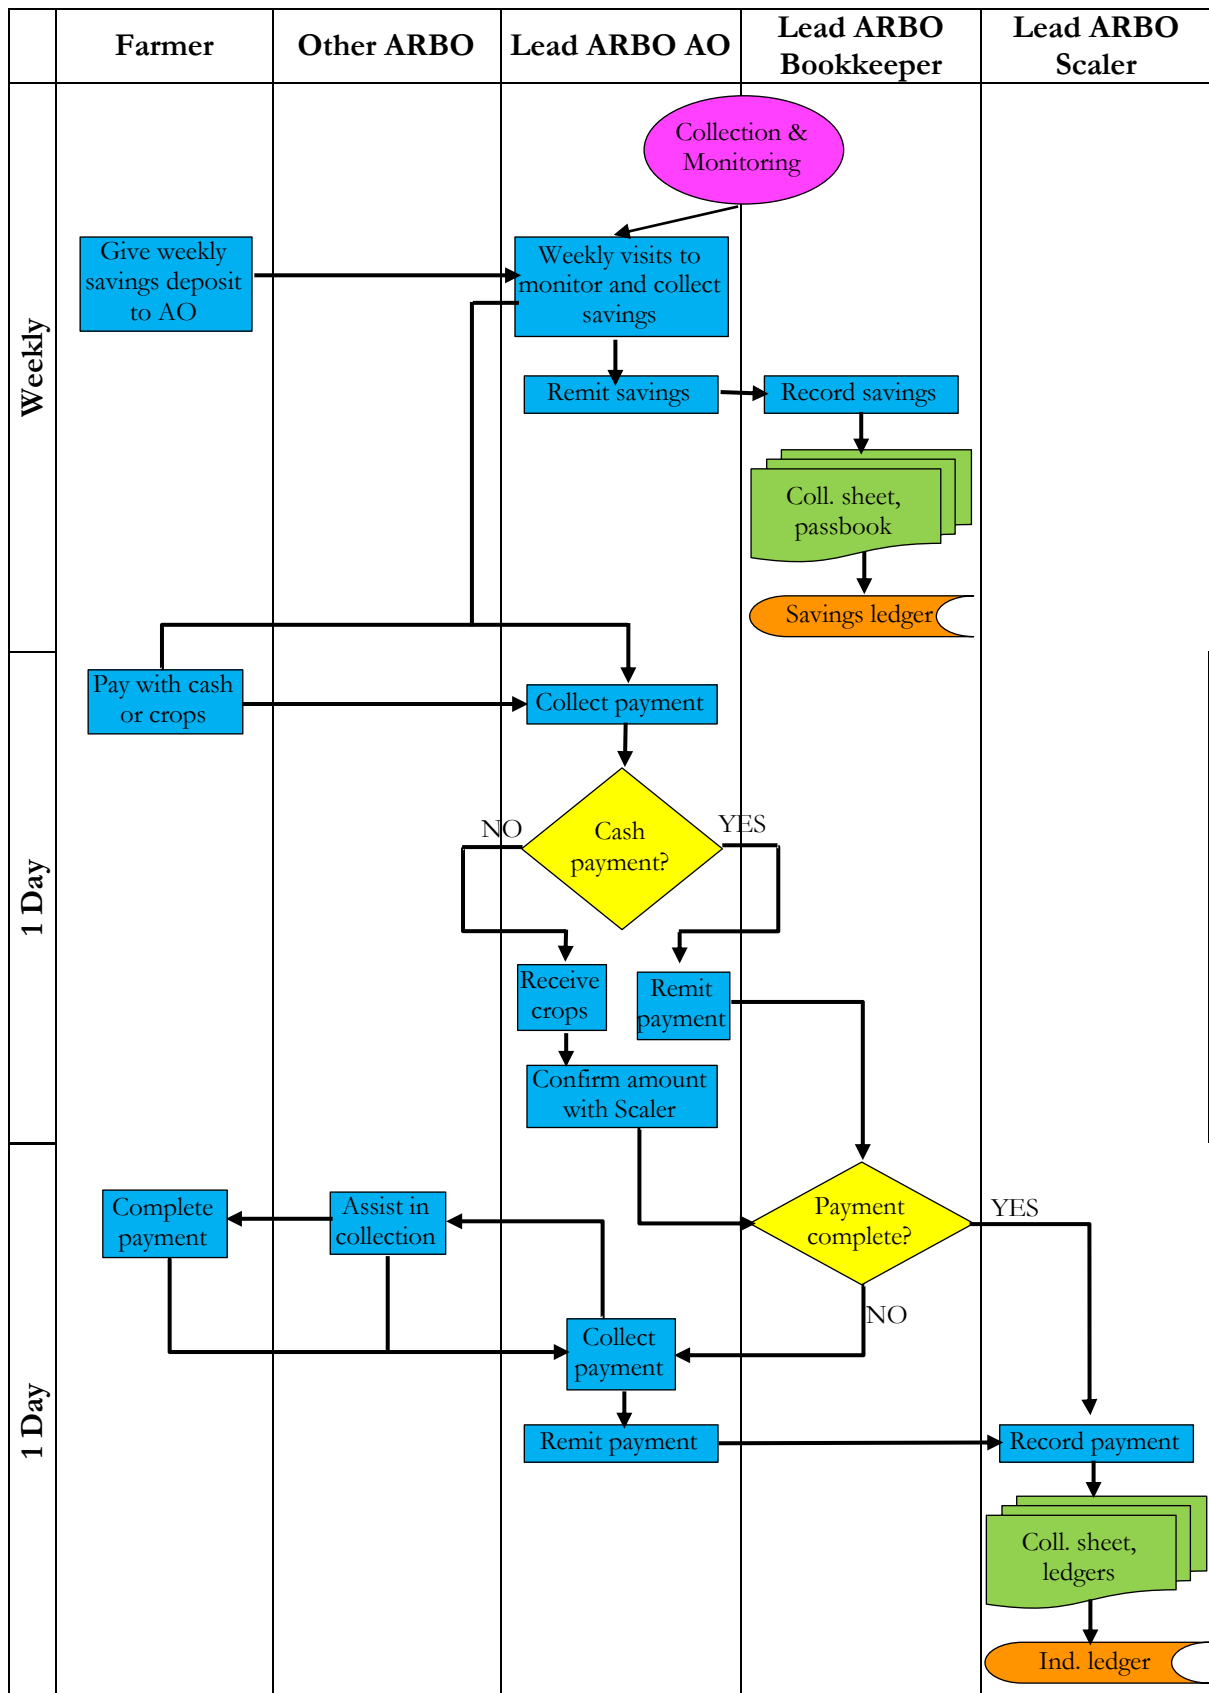 Farmer
Other ARBO
Lead ARBO AO
Lead ARBO
Bookkeeper
Lead ARBO
Scaler
Weekly
Collection &
Monitoring
Give weekly
savings deposit
to AO
Weekly visits to
monitor and collect
savings
Remit savings
Record savings
Coll. sheet,
passbook
Savings ledger
1 Day
Pay with cash
or crops
Collect payment
Cash
payment?
NO
YES
Receive
crops
Remit
payment
Confirm amount
with Scaler
1 Day
Complete
payment
Assist in
collection
Payment
complete?
YES
NO
Collect
payment
Remit payment
Record payment
Coll. sheet,
ledgers
Ind. ledger